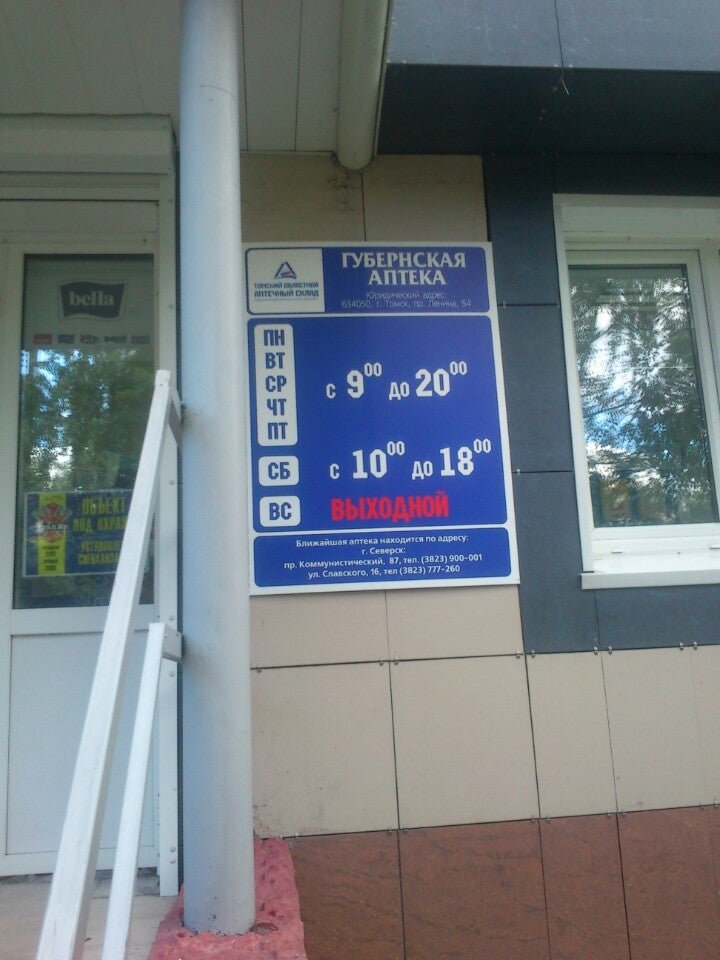 bella
ОБЪЕКТ
ПОД ОХРАН
ТОМСКИЙ ОБЛАСТНОЙ
АПТЕЧНЫЙ СКЛАД
ГУБЕРНСКАЯ
АПТЕКА
Юридический адрес:
634050, г. Томск, пр. Ленина, 54
ПН
ВТ
СР
ЧТ
ПТ
с 9⁰⁰ до 20⁰⁰
СБ
с 10⁰⁰ до 18⁰⁰
ВС
ВЫХОДНОЙ
Ближайшая аптека находится по адресу:
г. Северск:
пр. Коммунистический, 87, тел. (3823) 900-001
ул. Славского, 16, тел (3823) 777-260